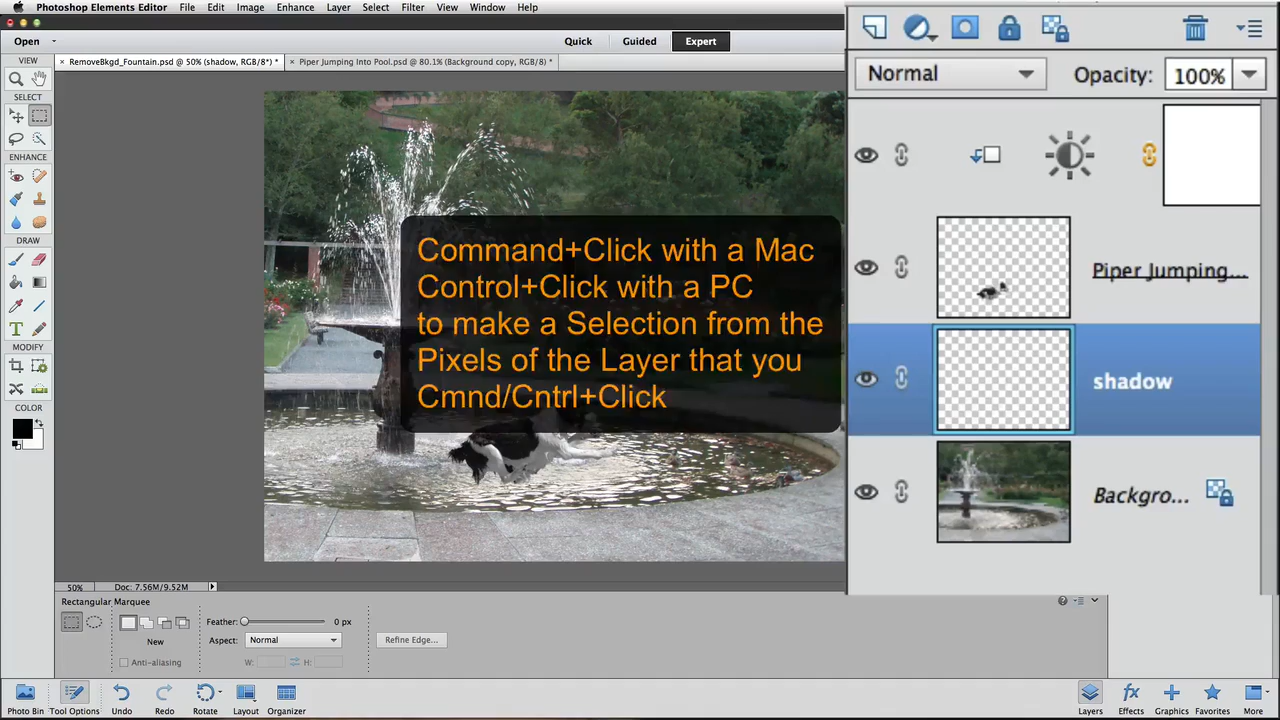 Photoshop Elements Editor File Edit Image Enhance Layer Select Filter View Window Help
Open Quick Guided Expert
RemoveBkgd_Fountain.psd @ 50% (shadow, RGB/8*) * Piper Jumping Into Pool.psd @ 80.1% (Background copy, RGB/8) *
VIEW
SELECT
ENHANCE
DRAW
MODIFY
COLOR
Command+Click with a Mac
Control+Click with a PC
to make a Selection from the
Pixels of the Layer that you
Cmnd/Cntrl+Click
Normal Opacity: 100%
Piper Jumping...
shadow
Backgro...
50% Doc: 7.56M/9.52M
Rectangular Marquee
New
Anti-aliasing
Feather: 0 px
Aspect: Normal
W: H:
Refine Edge...
Photo Bin Tool Options Undo Redo Rotate Layout Organizer Layers Effects Graphics Favorites More